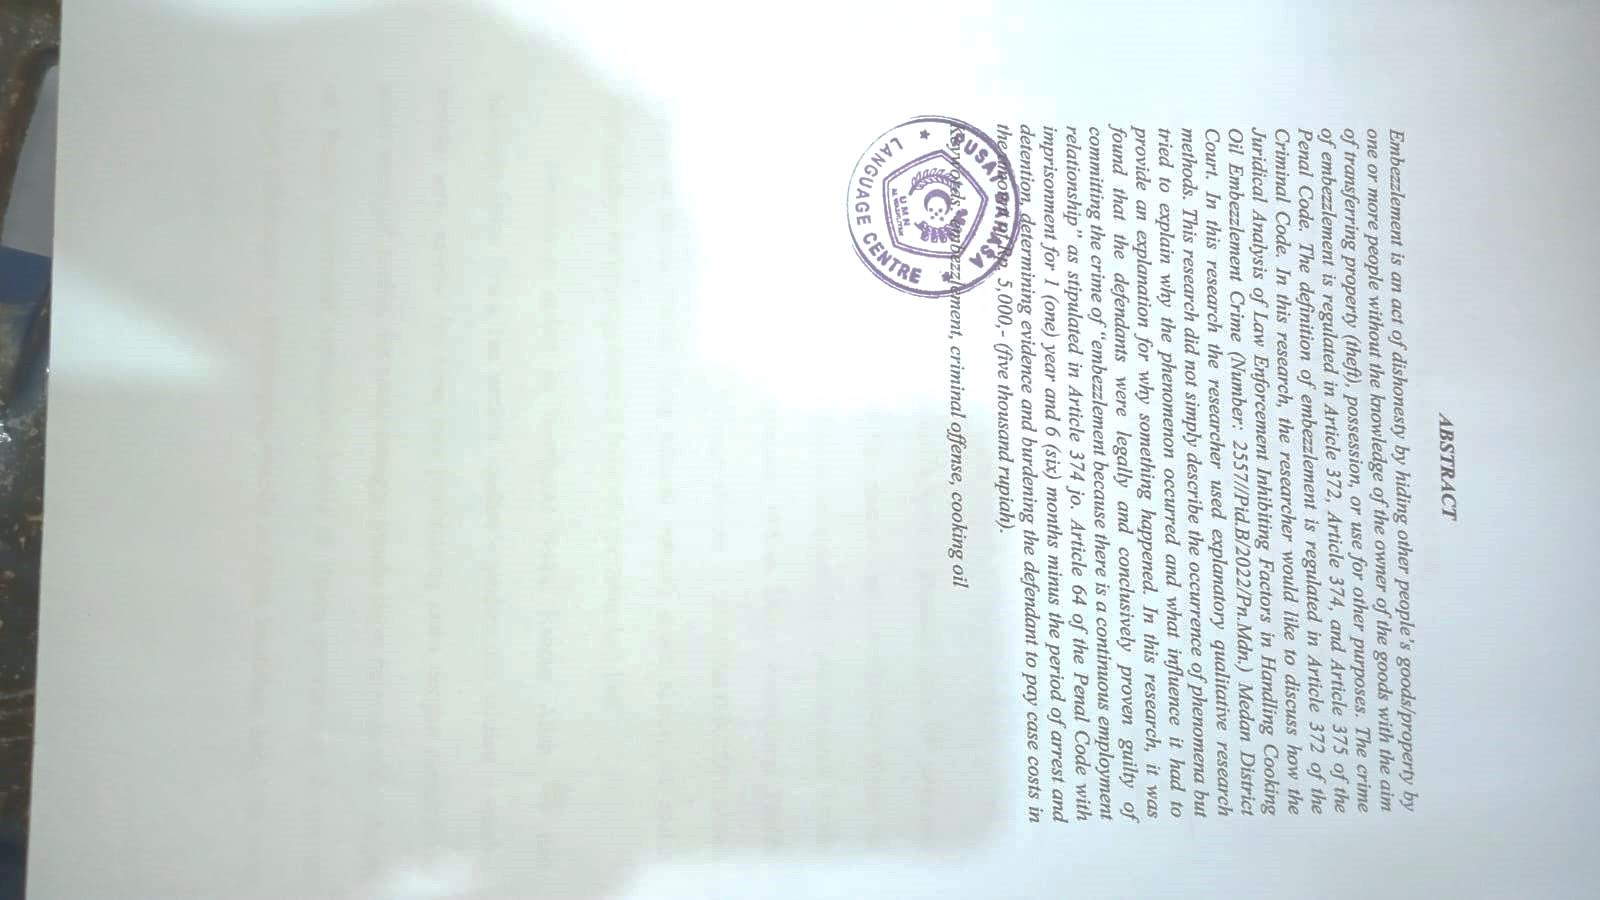 ABSTRACT
Embezzlement is an act of dishonesty by hiding other people's goods/property by
one or more people without the knowledge of the owner of the goods with the aim
of transferring property (theft), possession, or use for other purposes. The crime
of embezzlement is regulated in Article 372, Article 374, and Article 375 of the
Penal Code. The definition of embezzlement is regulated in Article 372 of the
Criminal Code. In this research, the researcher would like to discuss how the
Juridical Analysis of Law Enforcement Inhibiting Factors in Handling Cooking
Oil Embezzlement Crime (Number: 2557/Pid.B/2022/Pn.Mdn.) Medan District
Court. In this research the researcher used explanatory qualitative research
methods. This research did not simply describe the occurrence of phenomena but
tried to explain why the phenomenon occurred and what influence it had to
provide an explanation for why something happened. In this research, it was
found that the defendants were legally and conclusively proven guilty of
committing the crime of "embezzlement because there is a continuous employment
relationship" as stipulated in Article 374 jo. Article 64 of the Penal Code with
imprisonment for 1 (one) year and 6 (six) months minus the period of arrest and
detention, determining evidence and burdening the defendant to pay case costs in
the 5,000,- (five thousand rupiah).
Keywords, embezzlement, criminal offense, cooking oil
PUSAT BAHASA
UMN
LANGUAGE CENTRE